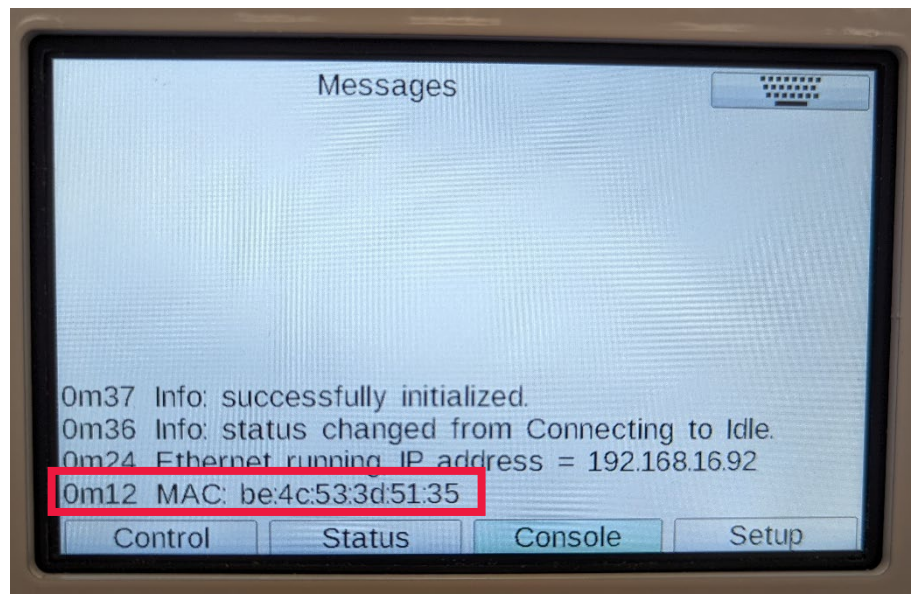 Messages
0m37 Info: successfully initialized.
0m36 Info: status changed from Connecting to Idle.
0m24 Ethernet running IP address = 192.168.16.92
0m12 MAC: be:4c:53:3d:51:35
Control Status Console Setup